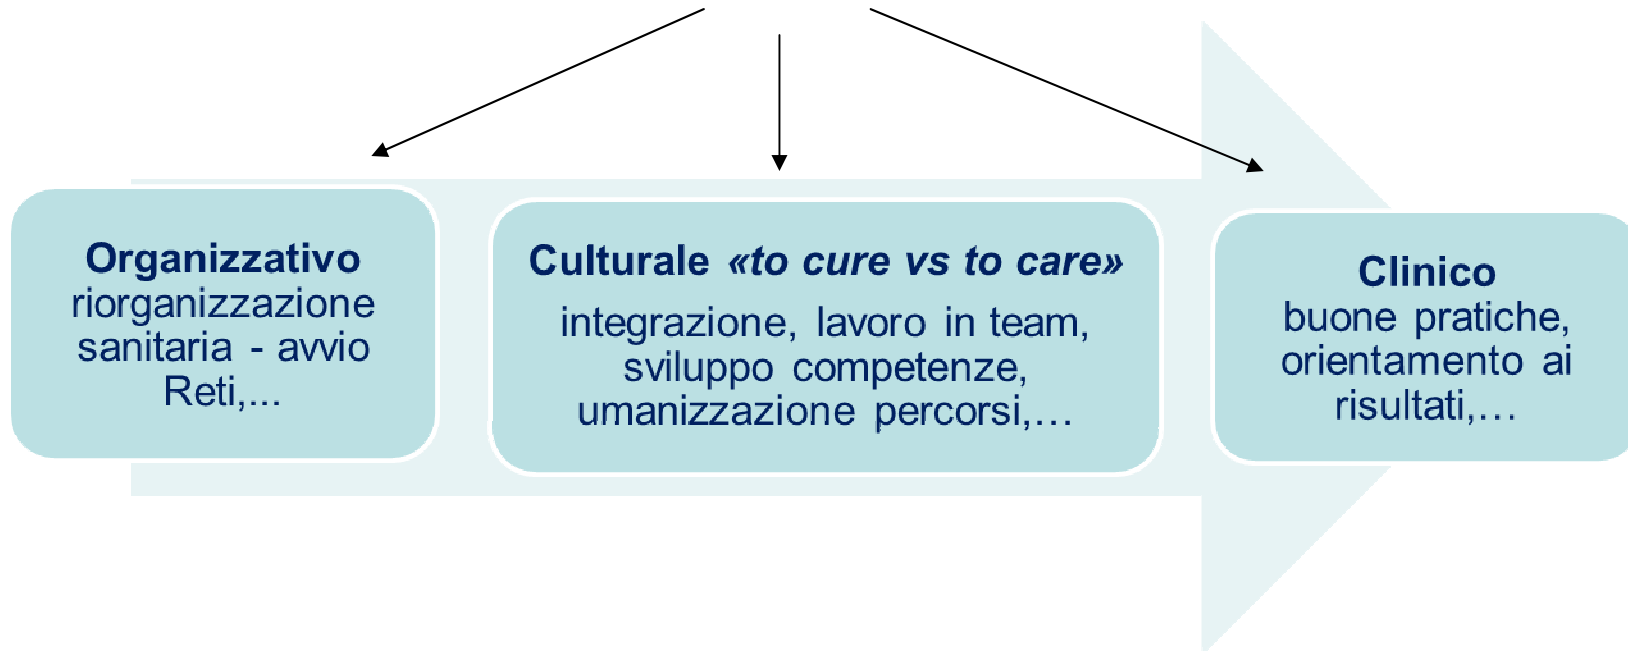 Organizzativo
riorganizzazione
sanitaria - avvio
Reti,...
Culturale «to cure vs to care»
integrazione, lavoro in team,
sviluppo competenze,
umanizzazione percorsi,…
Clinico
buone pratiche,
orientamento ai
risultati,…